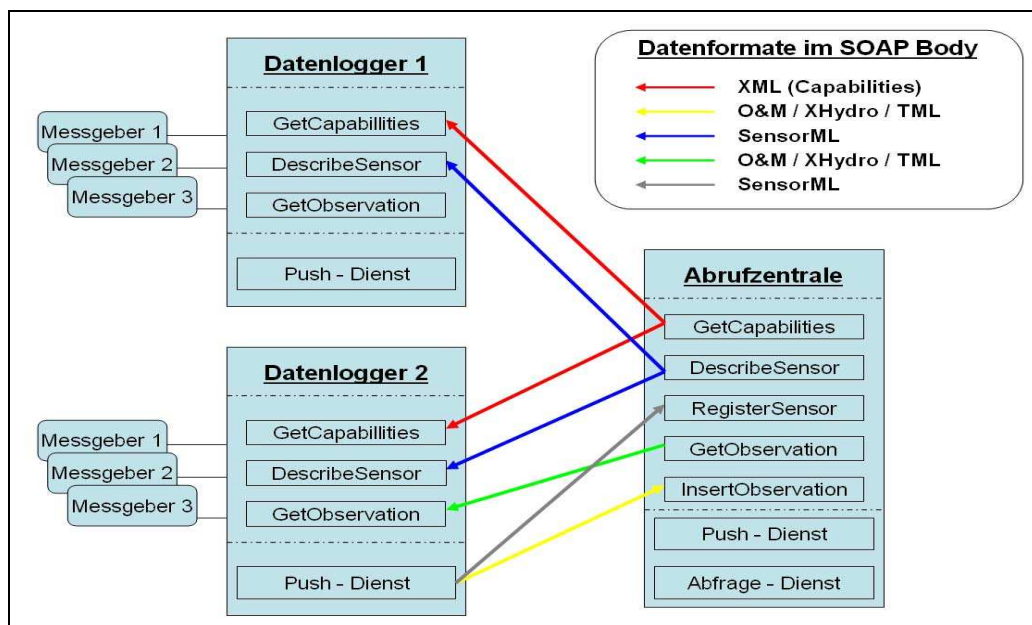 Datenlogger 1
GetCapabillities
DescribeSensor
GetObservation
Push - Dienst
Messgeber 1
Messgeber 2
Messgeber 3
Datenformate im SOAP Body
XML (Capabilities)
O&M / XHydro / TML
SensorML
O&M / XHydro / TML
SensorML
Datenlogger 2
GetCapabillities
DescribeSensor
GetObservation
Push - Dienst
Messgeber 1
Messgeber 2
Messgeber 3
Abrufzentrale
GetCapabilities
DescribeSensor
RegisterSensor
GetObservation
InsertObservation
Push - Dienst
Abfrage - Dienst